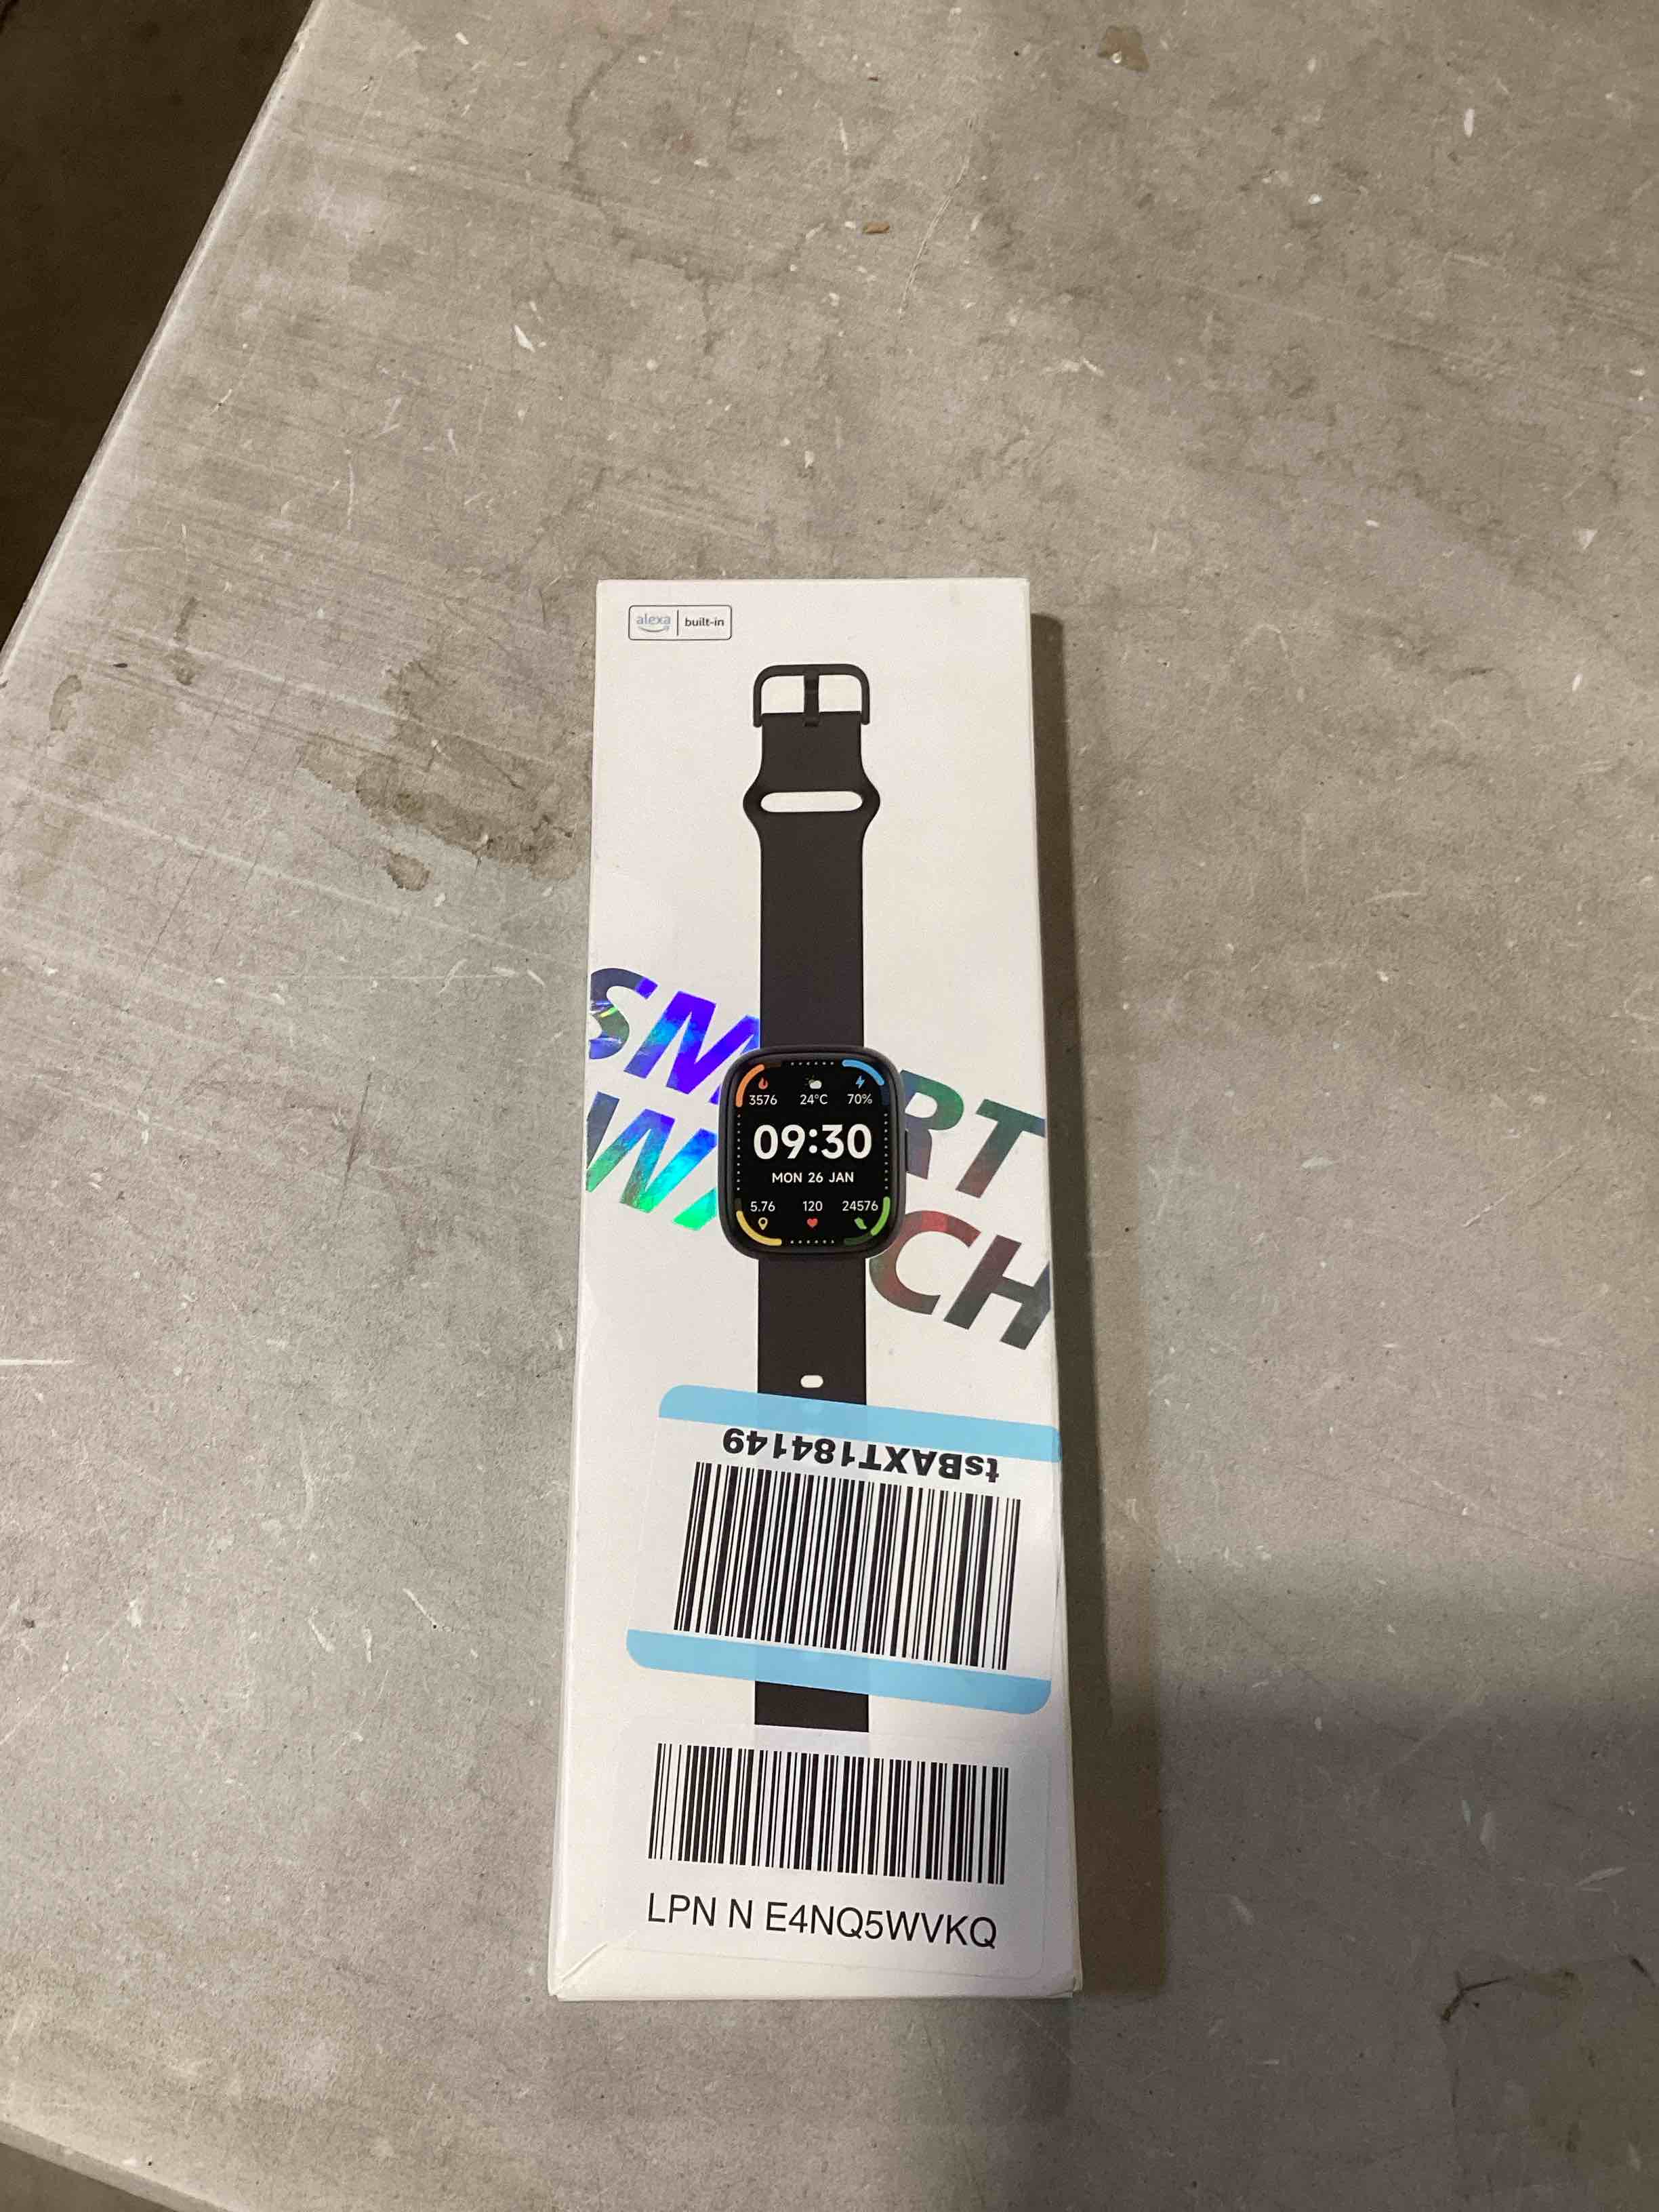 alexa built-in
SMART
WATCH
3576 24°C 70%
09:30
MON 26 JAN
5.76 120 24576
tsBAXT184149
LPN N E4NQ5WVKQ